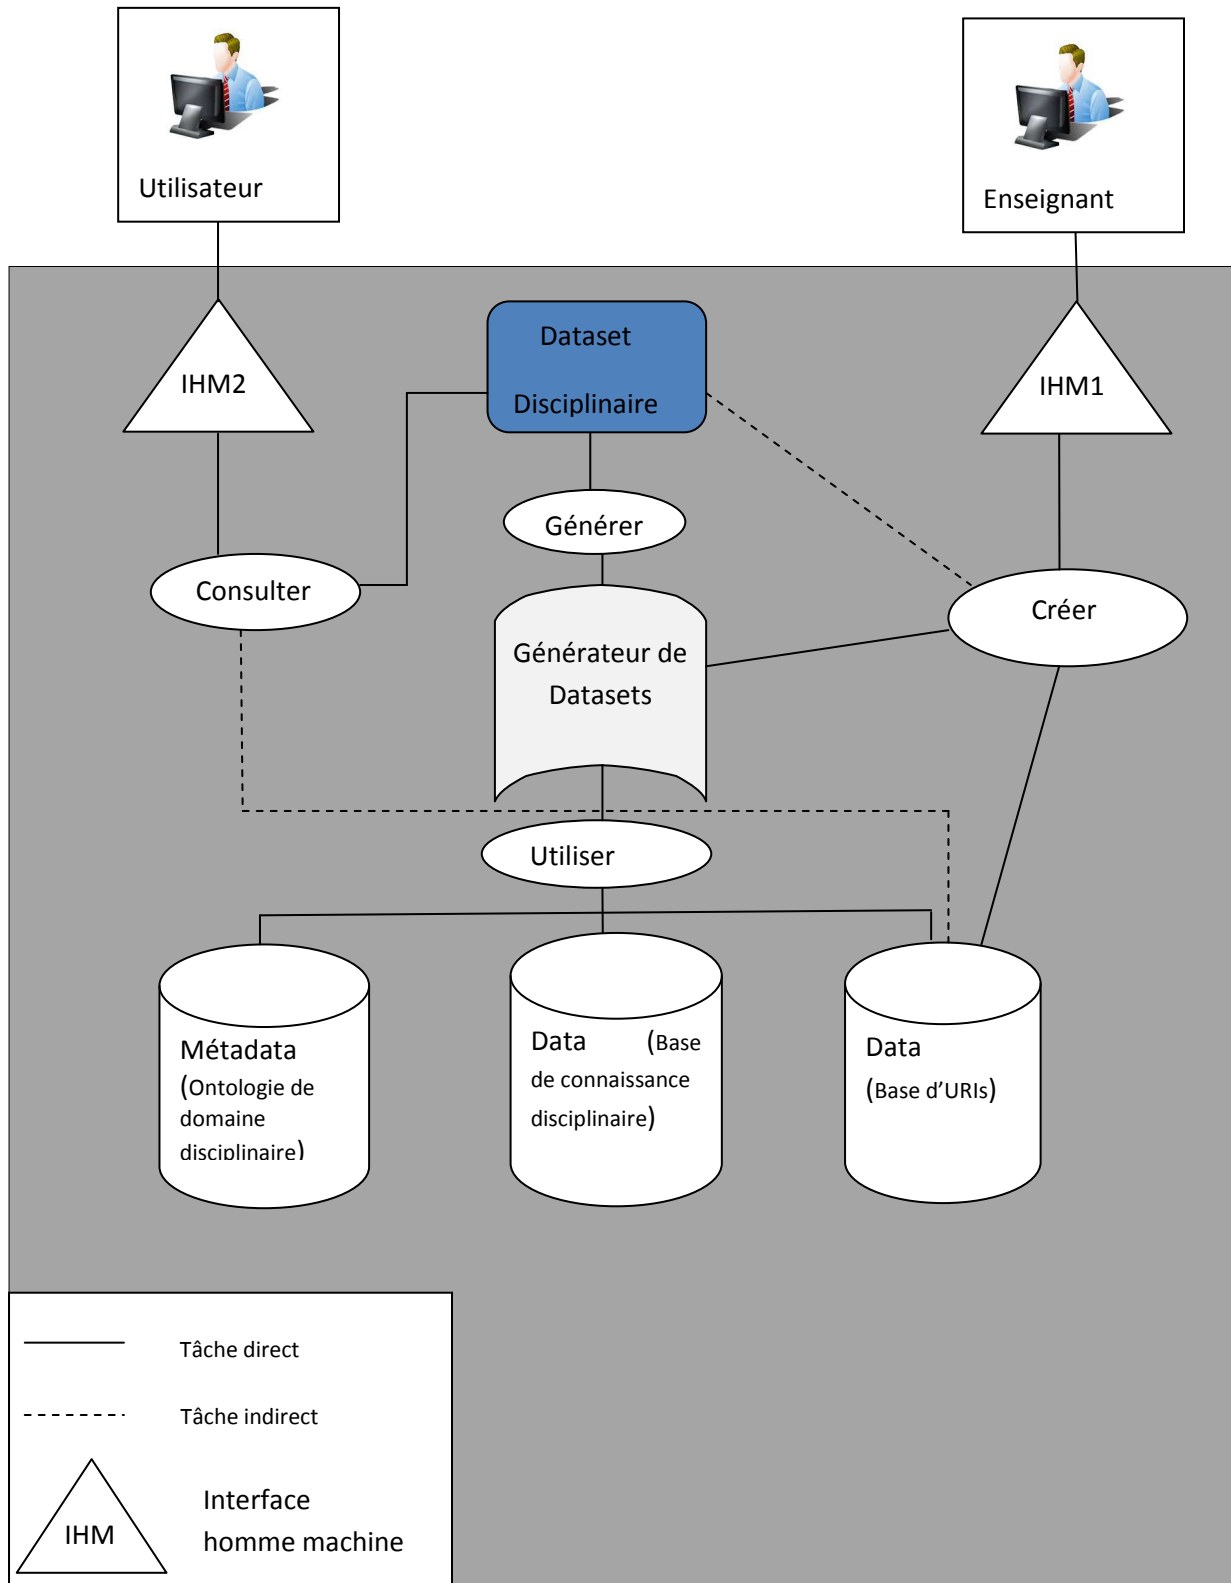 Utilisateur
Enseignant
IHM2
Dataset
Disciplinaire
IHM1
Générer
Consulter
Créer
Générateur de
Datasets
Utiliser
Métadata
(Ontologie de
domaine
disciplinaire)
Data (Base
de connaissance
disciplinaire)
Data
(Base d’URIs)
Tâche direct
Tâche indirect
IHM
Interface
homme machine